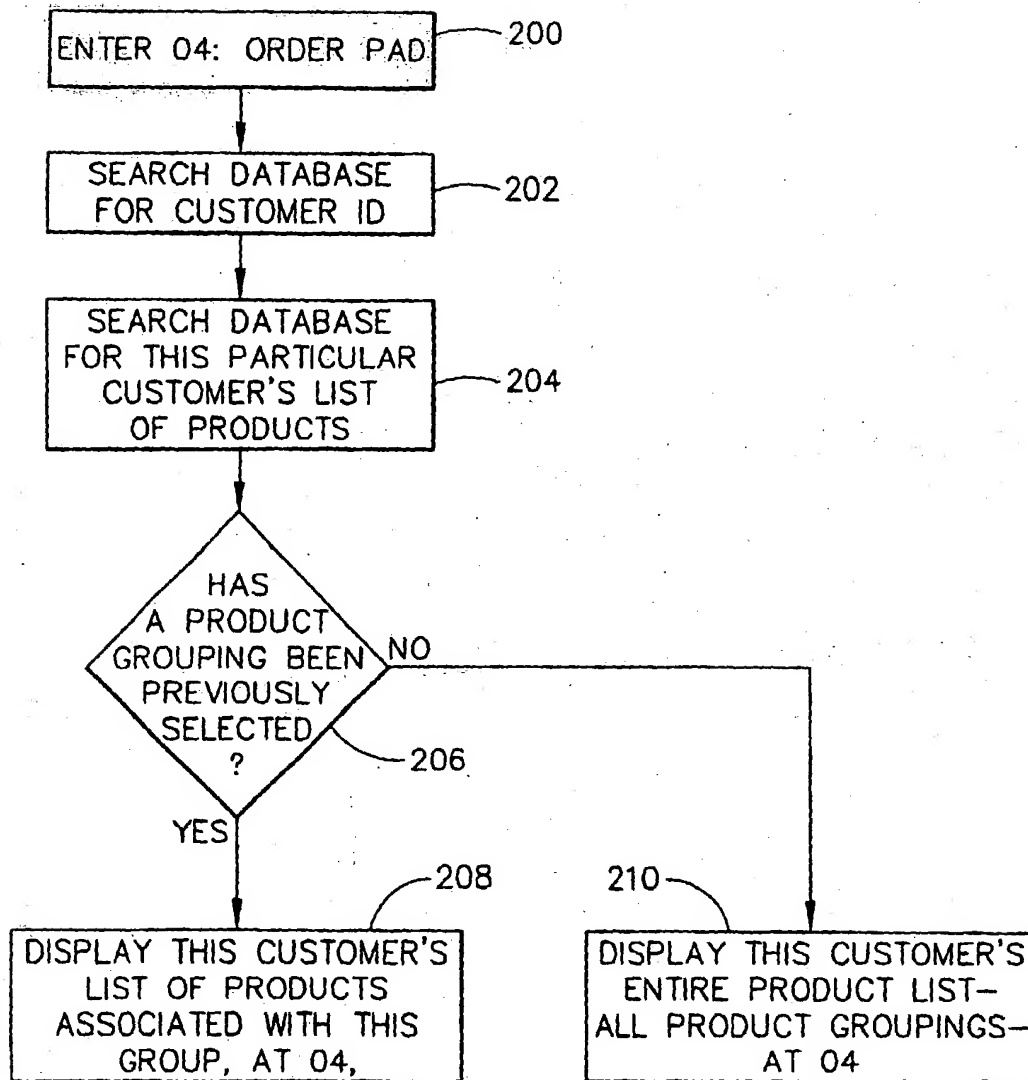 ENTER 04: ORDER PAD
200
SEARCH DATABASE
FOR CUSTOMER ID
202
SEARCH DATABASE
FOR THIS PARTICULAR
CUSTOMER'S LIST
OF PRODUCTS
204
HAS
A PRODUCT
GROUPING BEEN
PREVIOUSLY
SELECTED
?
NO
206
YES
208
DISPLAY THIS CUSTOMER'S
LIST OF PRODUCTS
ASSOCIATED WITH THIS
GROUP, AT 04,
210
DISPLAY THIS CUSTOMER'S
ENTIRE PRODUCT LIST—
ALL PRODUCT GROUPINGS—
AT 04